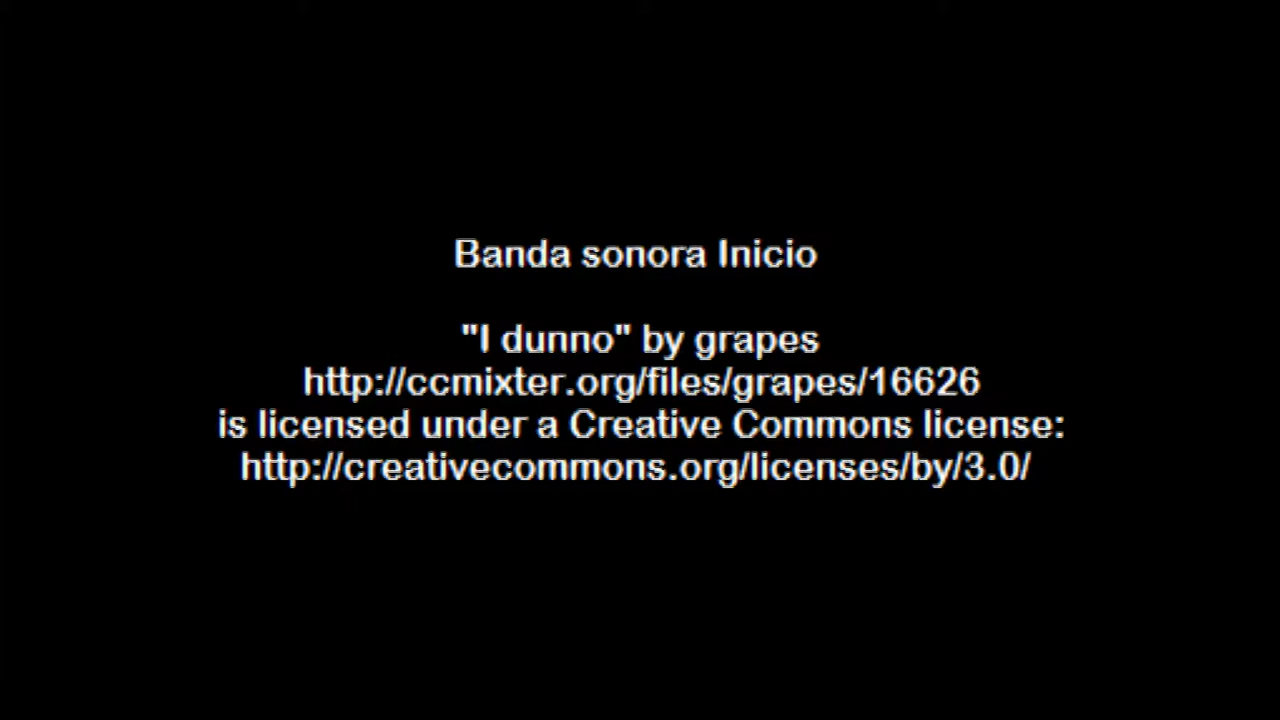 Banda sonora Inicio
"I dunno" by grapes
http://ccmixter.org/files/grapes/16626
is licensed under a Creative Commons license:
http://creativecommons.org/licenses/by/3.0/